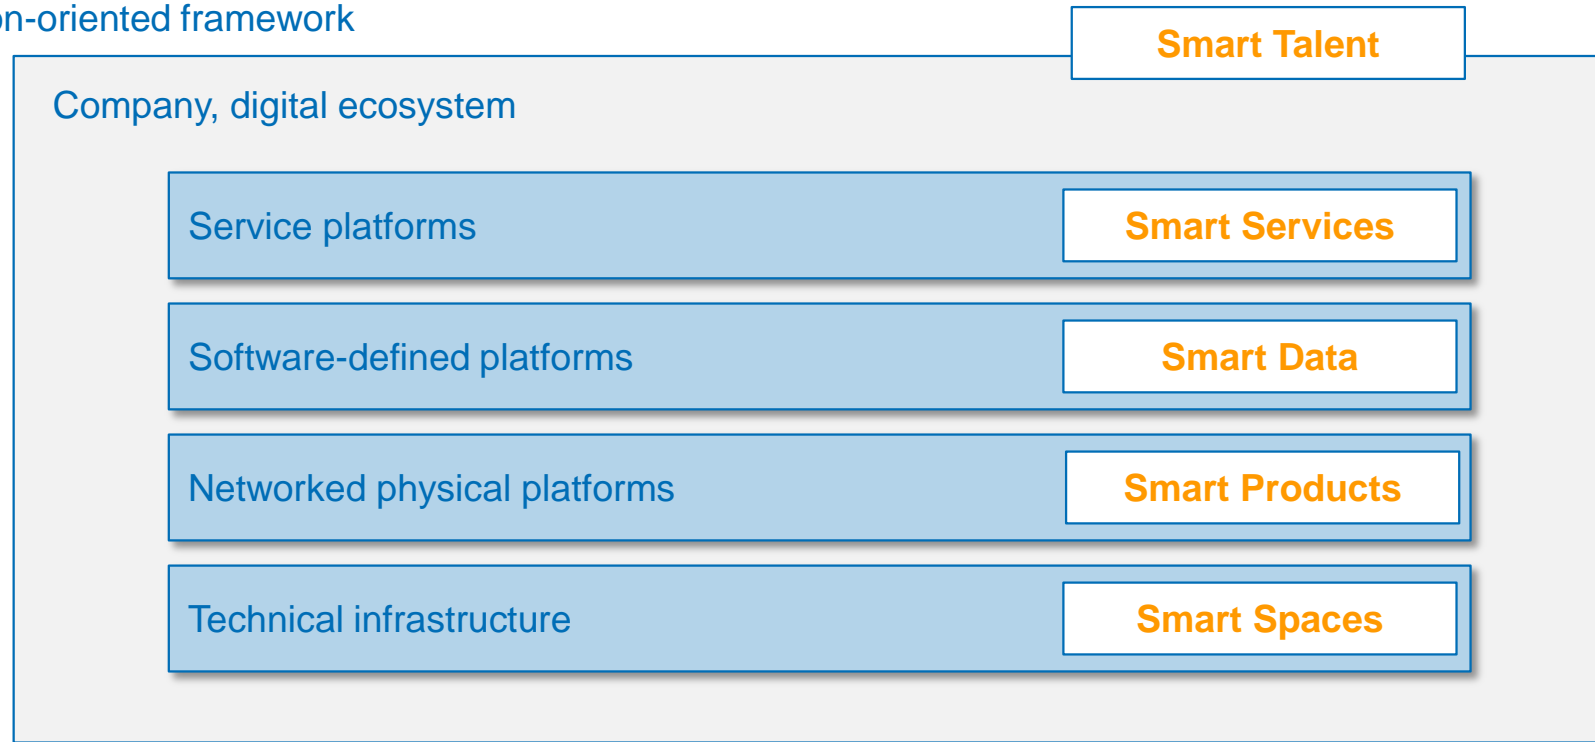 on-oriented framework
Smart Talent
Company, digital ecosystem
Service platforms
Smart Services
Software-defined platforms
Smart Data
Networked physical platforms
Smart Products
Technical infrastructure
Smart Spaces